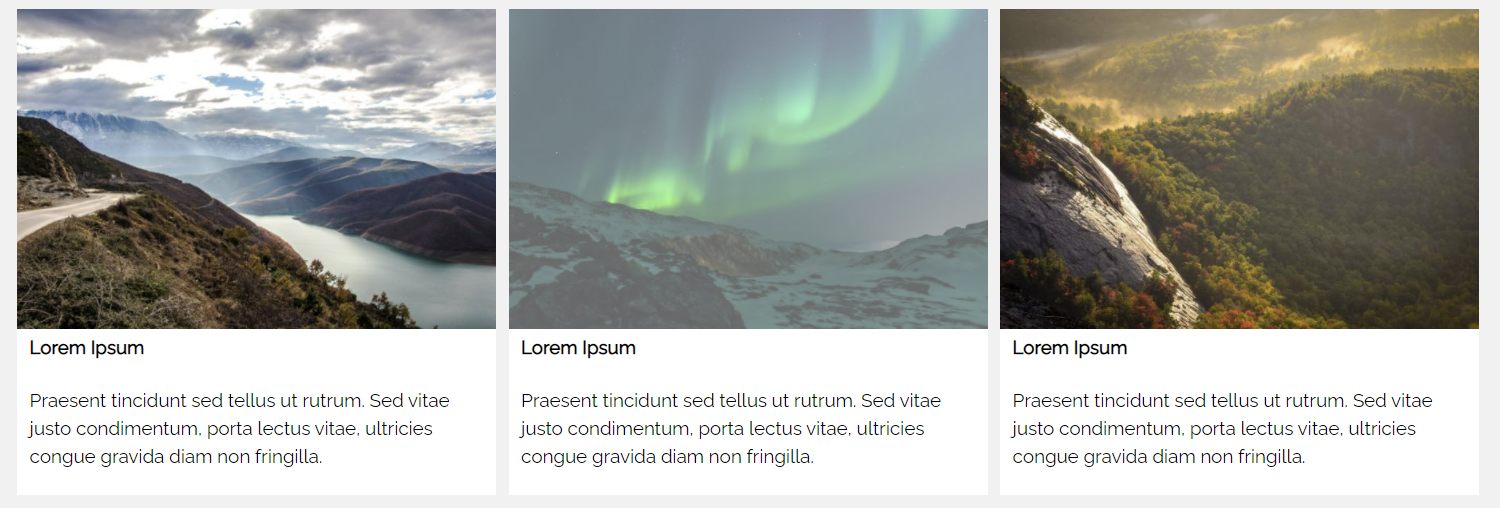 Lorem Ipsum
Praesent tincidunt sed tellus ut rutrum. Sed vitae
justo condimentum, porta lectus vitae, ultricies
congue gravida diam non fringilla.
Lorem Ipsum
Praesent tincidunt sed tellus ut rutrum. Sed vitae
justo condimentum, porta lectus vitae, ultricies
congue gravida diam non fringilla.
Lorem Ipsum
Praesent tincidunt sed tellus ut rutrum. Sed vitae
justo condimentum, porta lectus vitae, ultricies
congue gravida diam non fringilla.